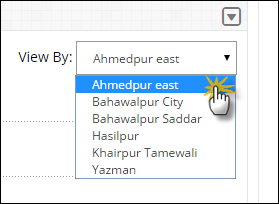 View By: Ahmedpur east
Ahmedpur east
Bahawalpur City
Bahawalpur Saddar
Hasilpur
Khairpur Tamewali
Yazman